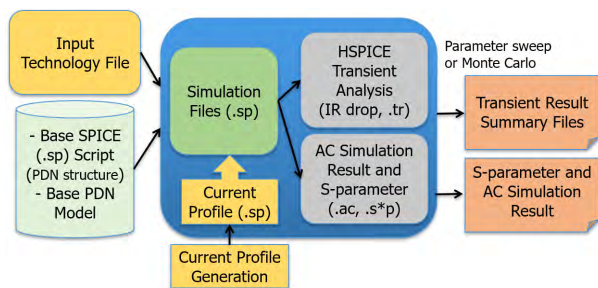 Input
Technology File
- Base SPICE
(.sp) Script
(PDN structure)
- Base PDN
Model
Simulation
Files (.sp)
Current
Profile (.sp)
Current Profile
Generation
HSPICE
Transient
Analysis
(IR drop, .tr)
AC Simulation
Result and
S-parameter
(.ac, .s*p)
Parameter sweep
or Monte Carlo
Transient Result
Summary Files
S-parameter and
AC Simulation
Result